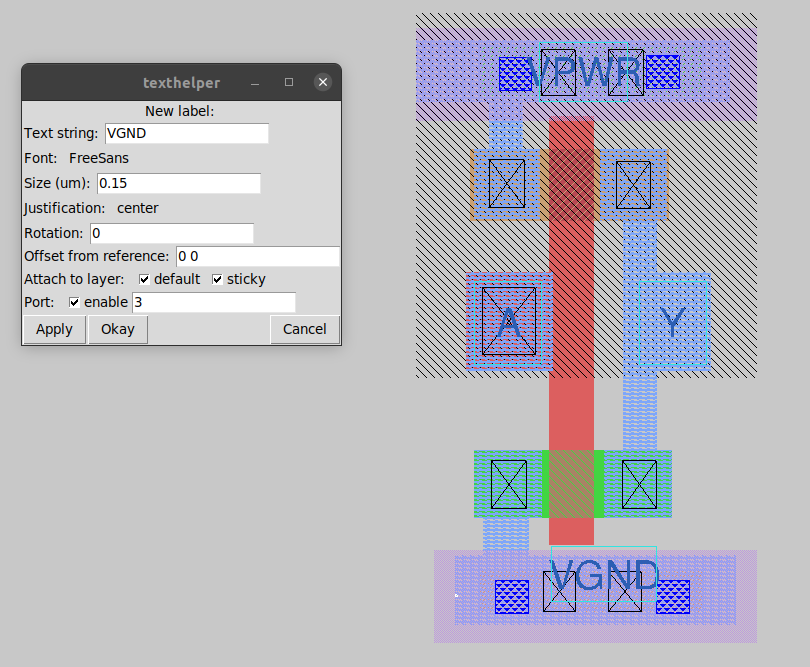 texthelper
New label:
Text string: VGND
Font: FreeSans
Size (um): 0.15
Justification: center
Rotation: 0
Offset from reference: 0 0
Attach to layer: default sticky
Port: enable 3
Apply Okay Cancel
VPWR
A Y
VGND